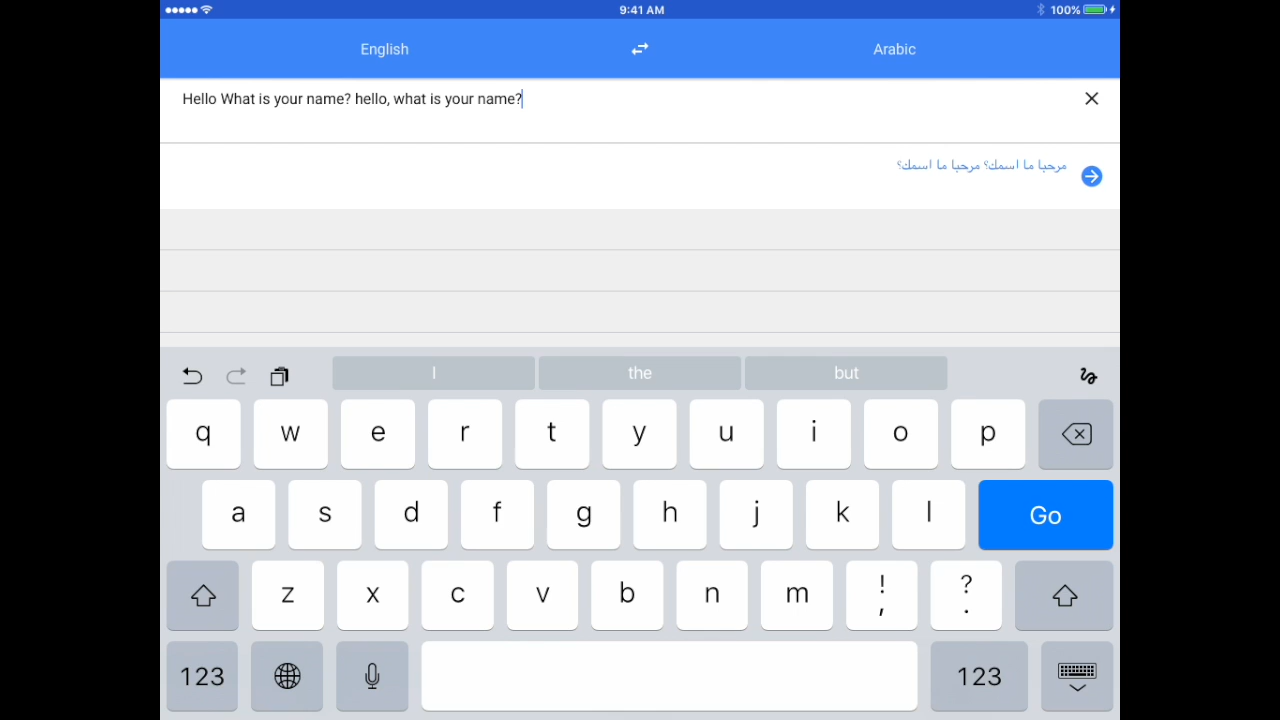 9:41 AM
100%
English
Arabic
Hello What is your name? hello, what is your name?
مرحبا ما اسمك؟ مرحبا ما اسمك؟
I the but
q w e r t y u i o p
a s d f g h j k l Go
z x c v b n m ! , ? .
123 123